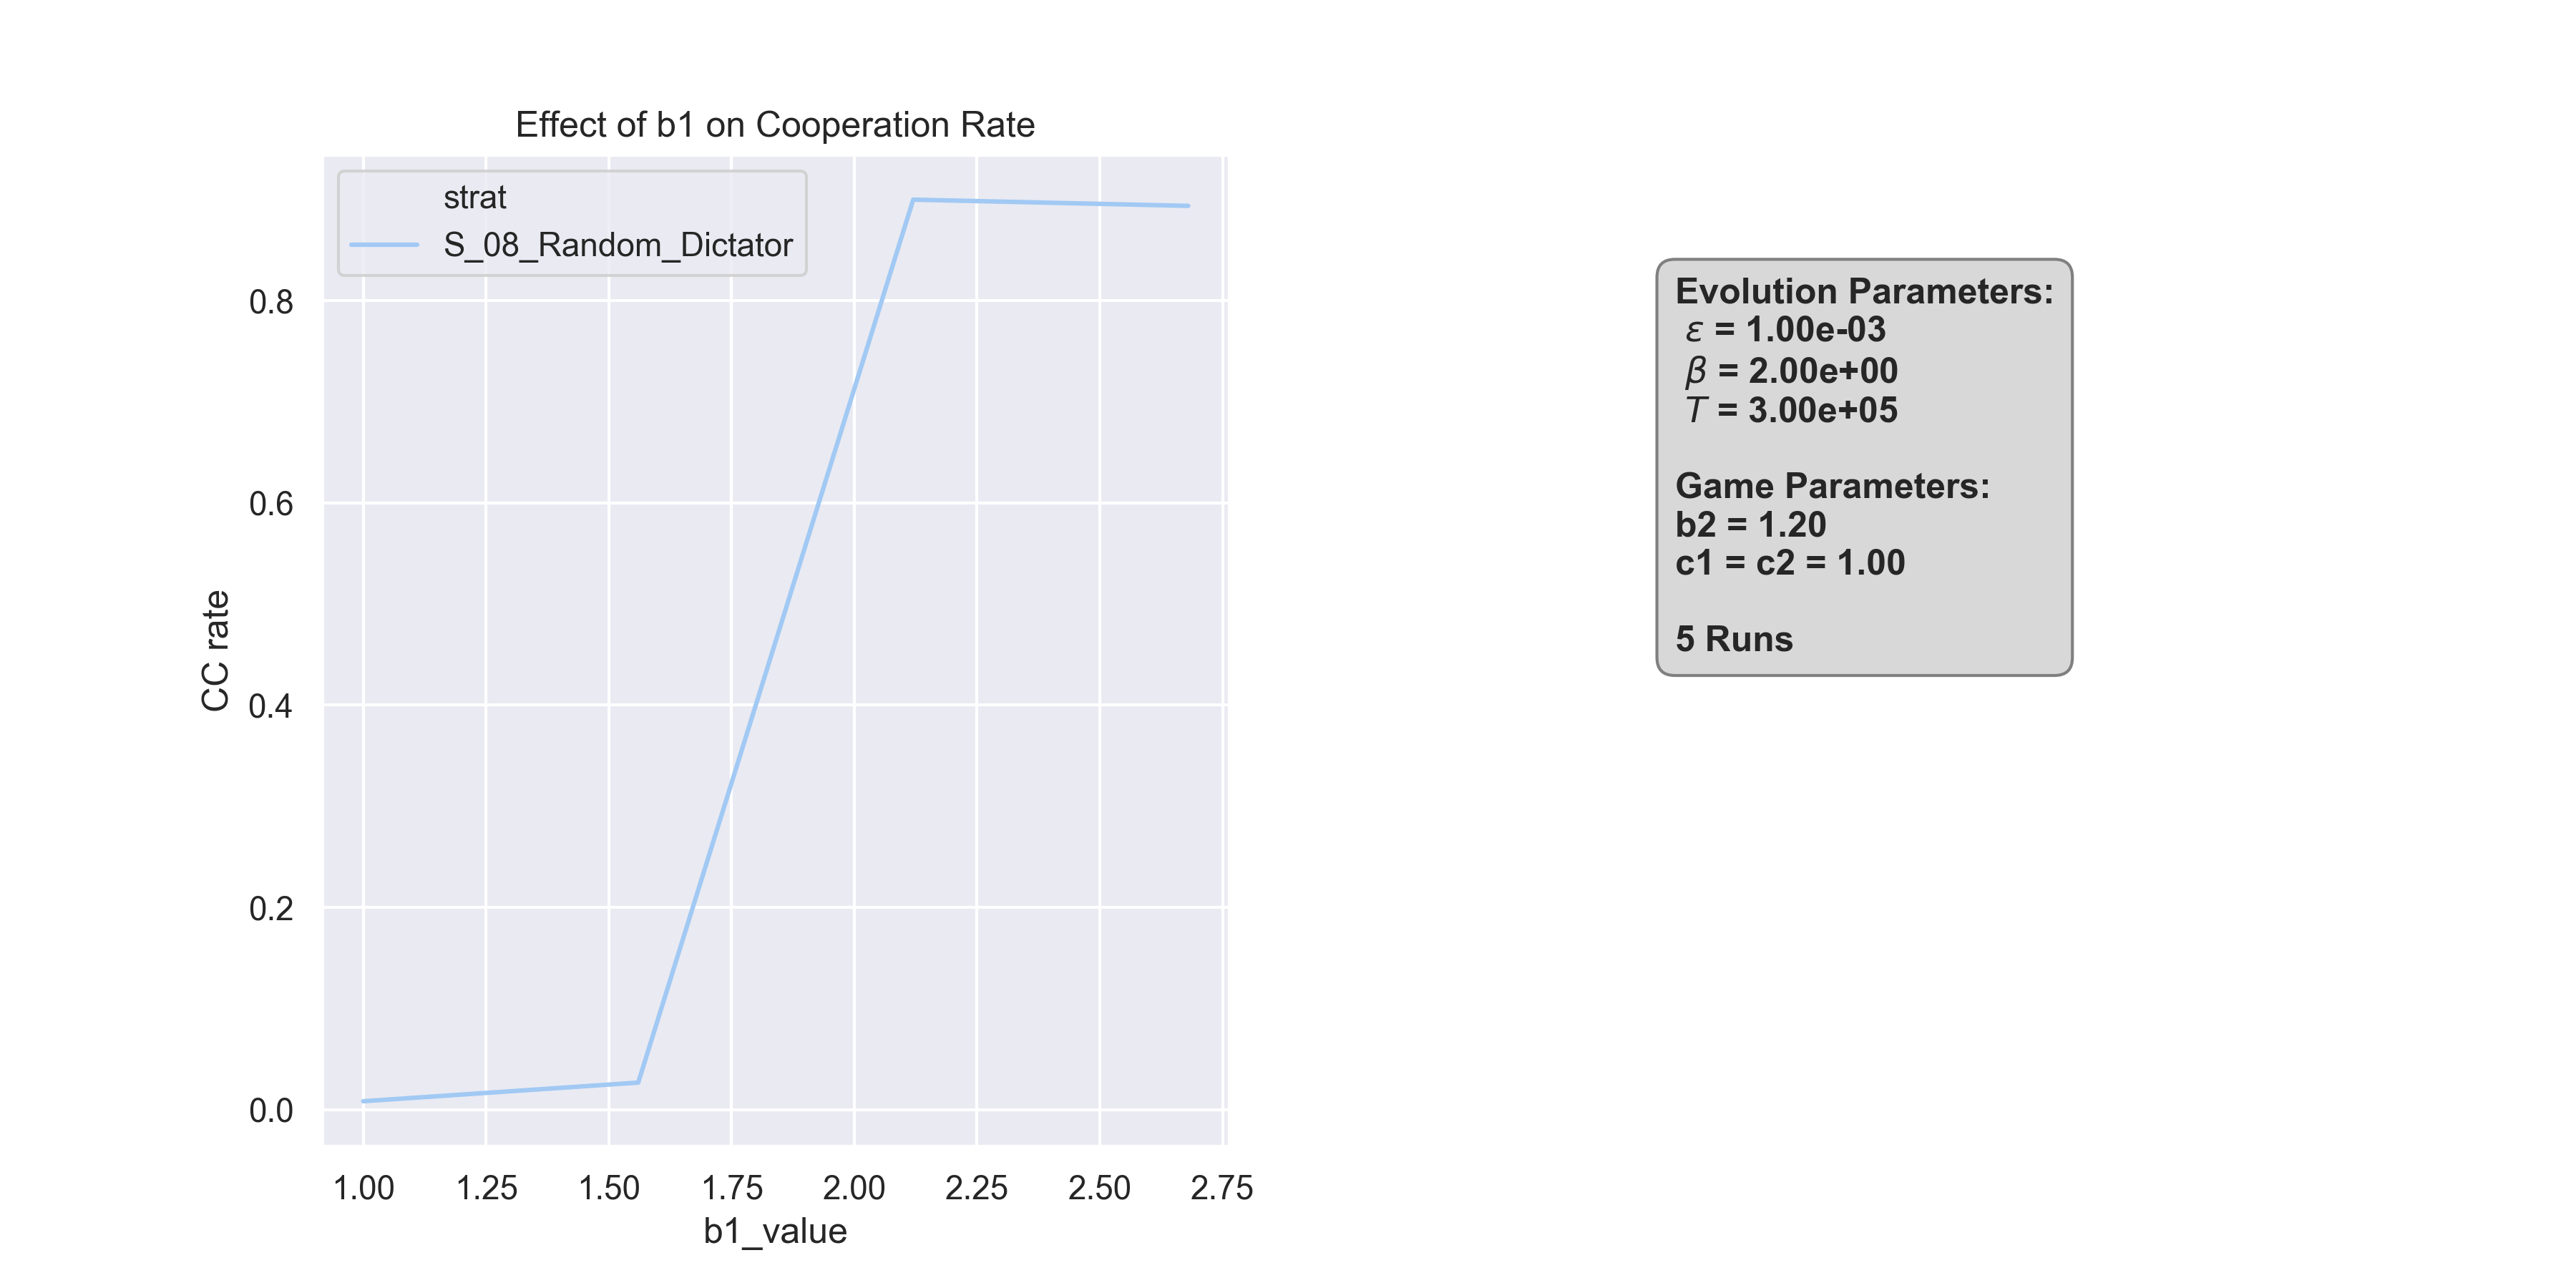 Effect of b1 on Cooperation Rate
strat
S_08_Random_Dictator
CC rate
0.8
0.6
0.4
0.2
0.0
1.00 1.25 1.50 1.75 2.00 2.25 2.50 2.75
b1_value
Evolution Parameters:
ε = 1.00e-03
β = 2.00e+00
T = 3.00e+05
Game Parameters:
b2 = 1.20
c1 = c2 = 1.00
5 Runs